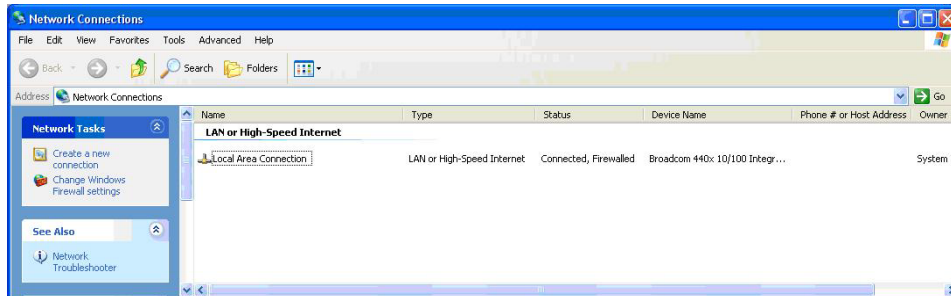 Network Connections
File Edit View Favorites Tools Advanced Help
Back Search Folders
Address Network Connections Go
Network Tasks
Create a new
connection
Change Windows
Firewall settings
See Also
Network
Troubleshooter
Name Type Status Device Name Phone # or Host Address Owner
LAN or High-Speed Internet
Local Area Connection LAN or High-Speed Internet Connected, Firewalled Broadcom 440x 10/100 Integr... System